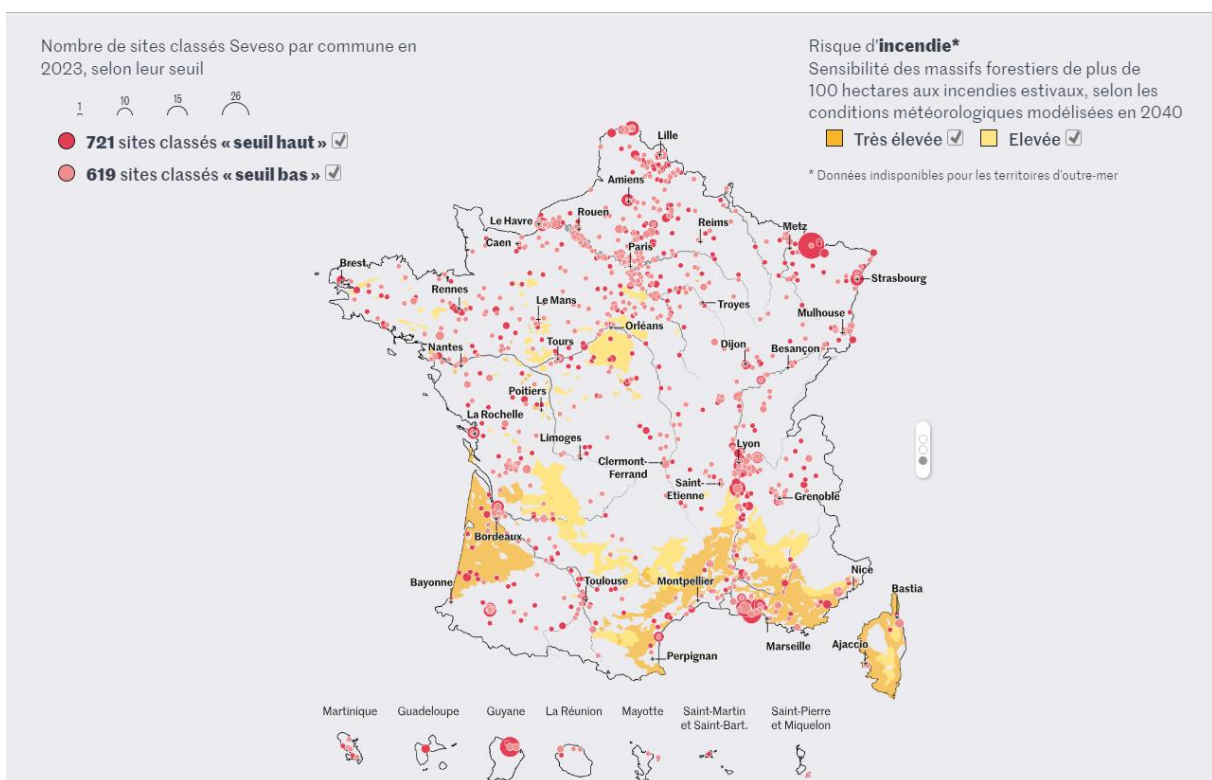 Nombre de sites classés Seveso par commune en
2023, selon leur seuil
1
10
15
26
721 sites classés « seuil haut »
619 sites classés « seuil bas »
Risque d'incendie*
Sensibilité des massifs forestiers de plus de
100 hectares aux incendies estivaux, selon les
conditions météorologiques modélisées en 2040
Très élevée
Elevée
* Données indisponibles pour les territoires d'outre-mer
Lille
Amiens
Rouen
Le Havre
Reims
Metz
Caen
Paris
Brest
Strasbourg
Rennes
Le Mans
Troyes
Mulhouse
Orléans
Nantes
Tours
Dijon
Besançon
Poitiers
La Rochelle
Limoges
Lyon
Clermont-
Ferrand
Saint-
Etienne
Grenoble
Bordeaux
Bayonne
Toulouse
Montpellier
Nice
Bastia
Marseille
Ajaccio
Perpignan
Martinique
Guadeloupe
Guyane
La Réunion
Mayotte
Saint-Martin
et Saint-Bart.
Saint-Pierre
et Miquelon